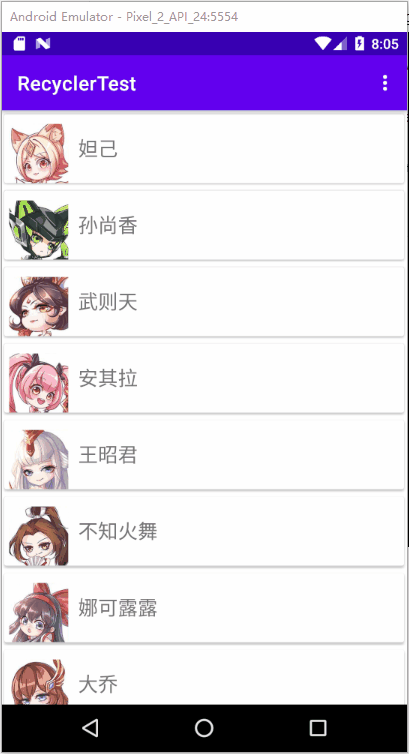 Android Emulator - Pixel_2_API_24:5554
8:05
RecyclerTest
妲己
孙尚香
武则天
安其拉
王昭君
不知火舞
娜可露露
大乔